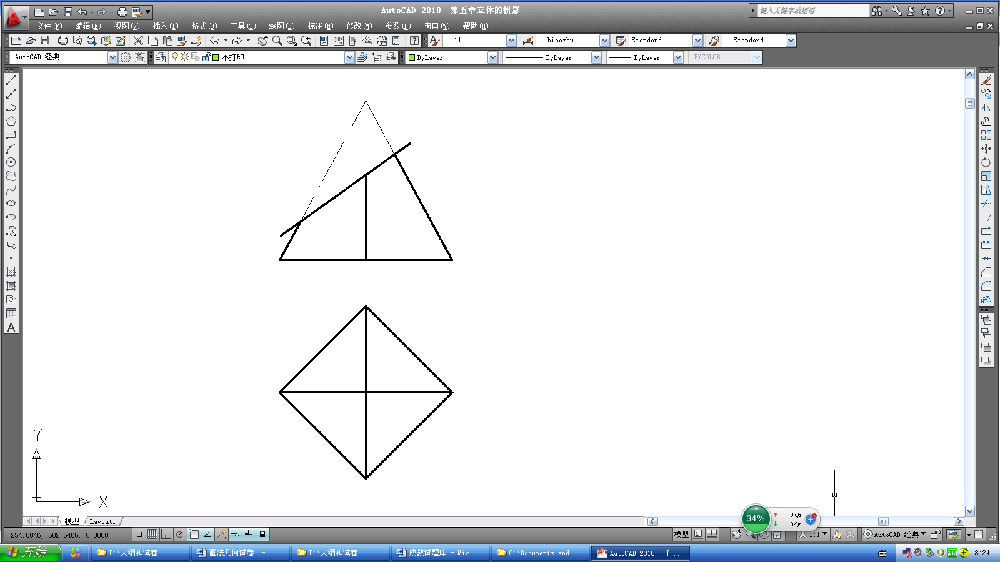 AutoCAD 2010 第五章立体的投影
键入关键字或短语
文件(F) 编辑(E) 视图(V) 插入(I) 格式(O) 工具(T) 绘图(D) 标注(N) 修改(M) 参数(P) 窗口(W) 帮助(H)
11 biaozhu Standard Standard
AutoCAD 经典 不打印 ByLayer ByLayer ByLayer BYCOLOR
A
Y
X
模型 Layout1
34% 0K/s
0K/s
254.8046, 582.6466, 0.0000 模型 1:1 AutoCAD 经典
开始 D:\大纲和试卷 画法几何试卷1 - ... D:\大纲和试卷 成教试题库 - Mic... C:\Documents and... AutoCAD 2010 - [... 8:24